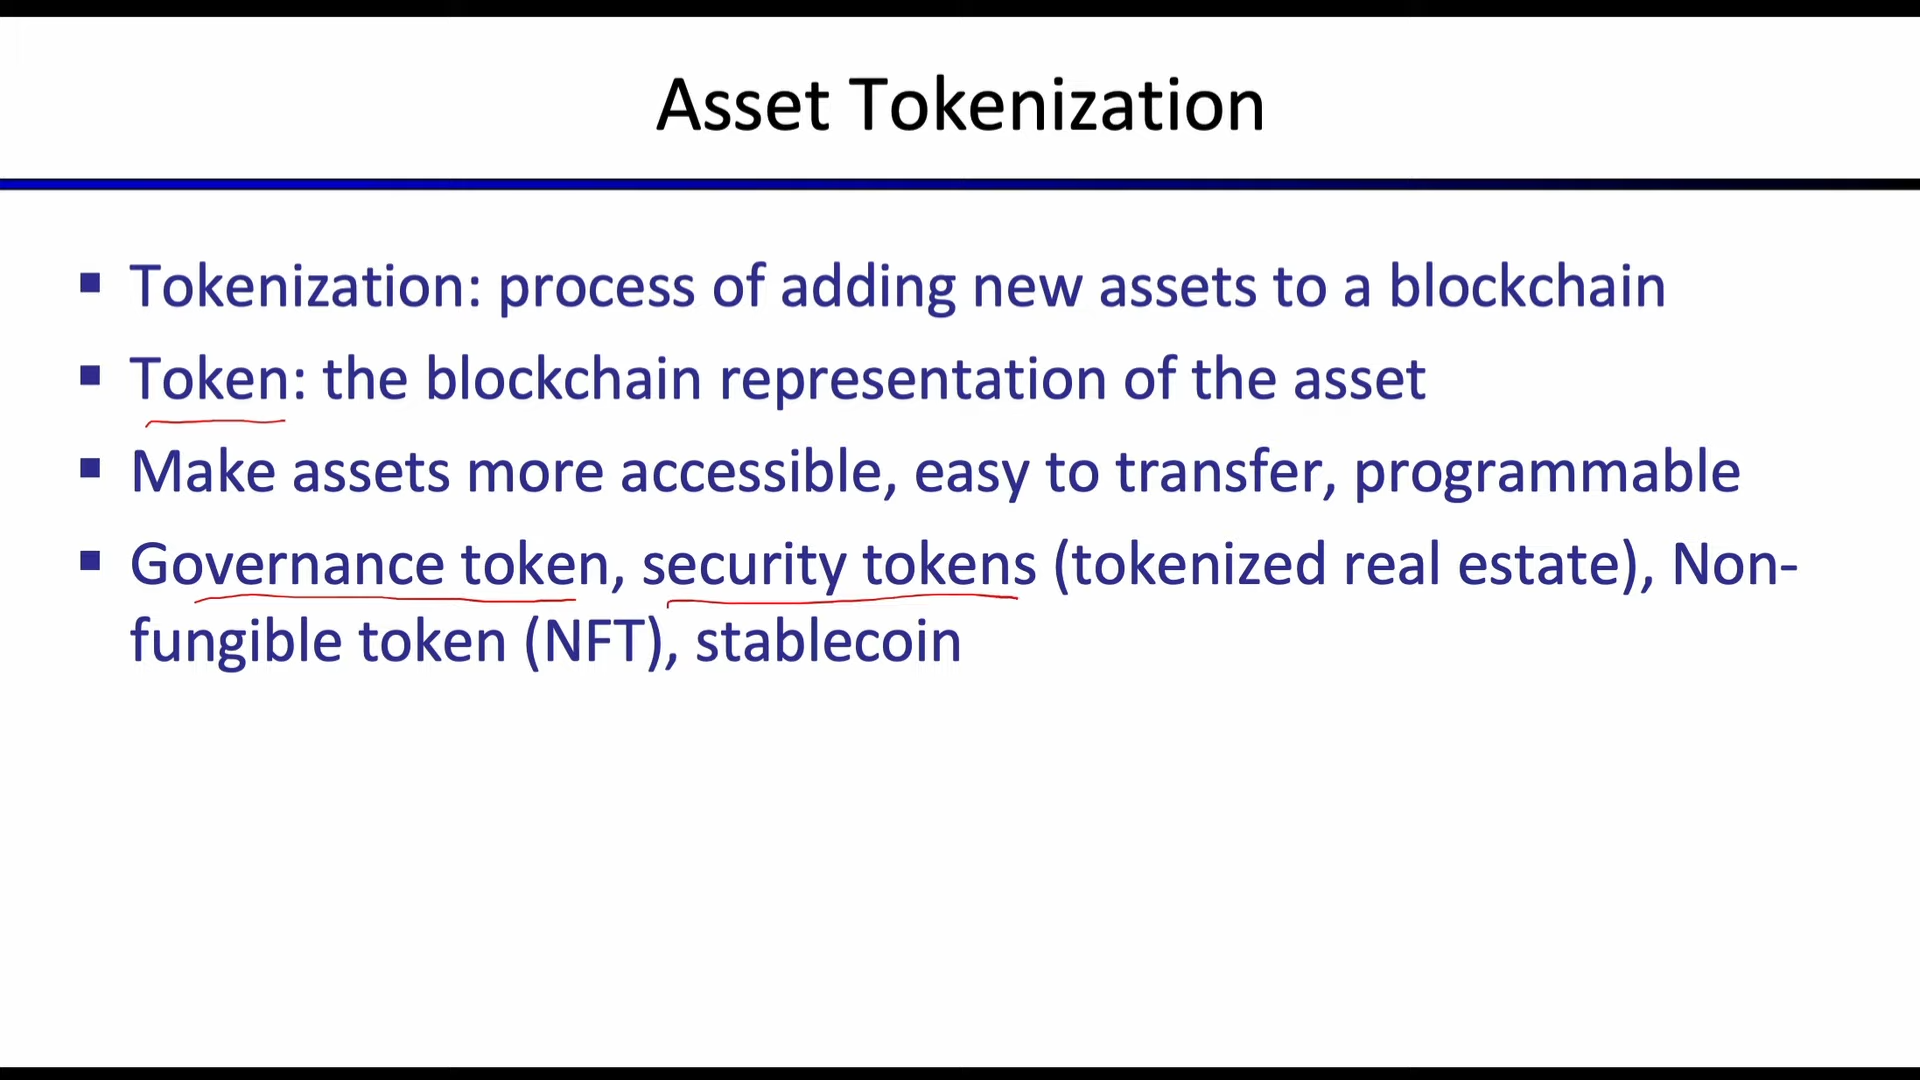 Asset Tokenization
▪ Tokenization: process of adding new assets to a blockchain
▪ Token: the blockchain representation of the asset
▪ Make assets more accessible, easy to transfer, programmable
▪ Governance token, security tokens (tokenized real estate), Non-
fungible token (NFT), stablecoin